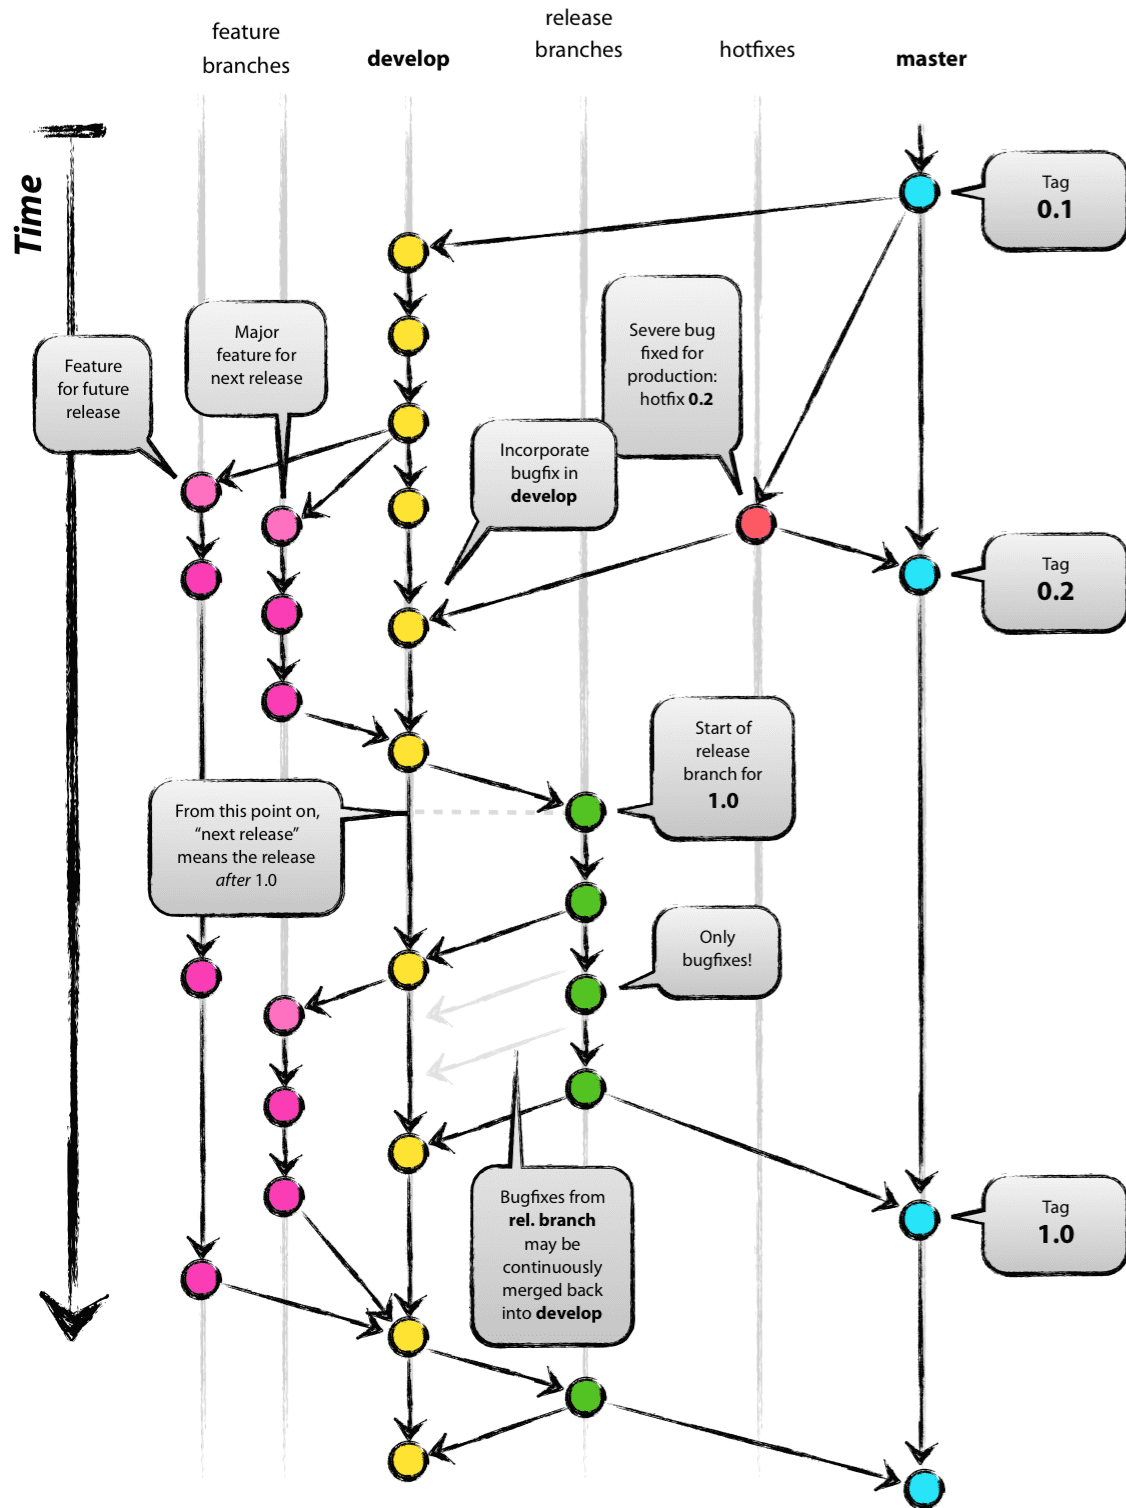 feature
branches
develop
release
branches
hotfixes
master
Time
Tag
0.1
Major
feature for
next release
Feature
for future
release
Severe bug
fixed for
production:
hotfix 0.2
Incorporate
bugfix in
develop
Tag
0.2
Start of
release
branch for
1.0
From this point on,
“next release”
means the release
after 1.0
Only
bugfixes!
Bugfixes from
rel. branch
may be
continuously
merged back
into develop
Tag
1.0